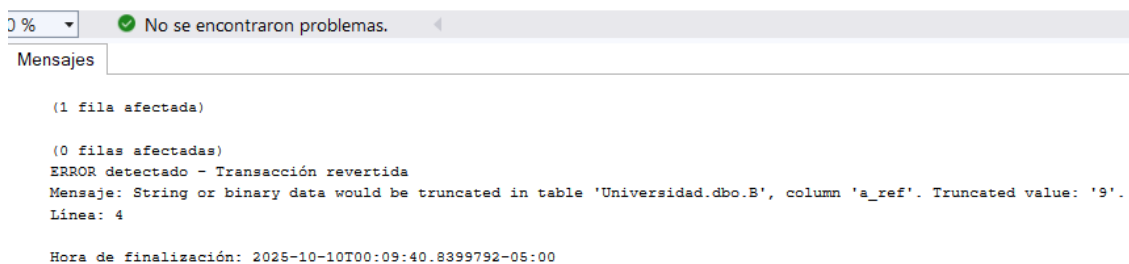 0 % No se encontraron problemas.
Mensajes
(1 fila afectada)
(0 filas afectadas)
ERROR detectado - Transacción revertida
Mensaje: String or binary data would be truncated in table 'Universidad.dbo.B', column 'a_ref'. Truncated value: '9'.
Línea: 4
Hora de finalización: 2025-10-10T00:09:40.8399792-05:00